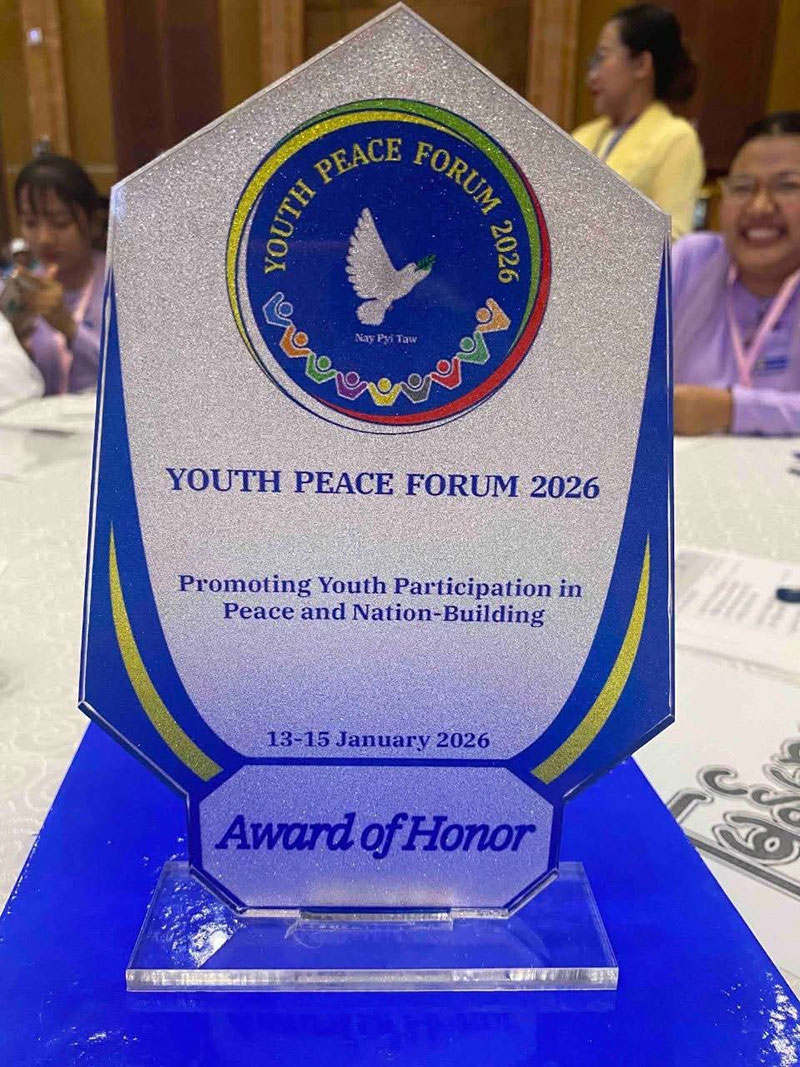 YOUTH PEACE FORUM 2026
Nay Pyi Taw
YOUTH PEACE FORUM 2026
Promoting Youth Participation in
Peace and Nation-Building
13-15 January 2026
Award of Honor